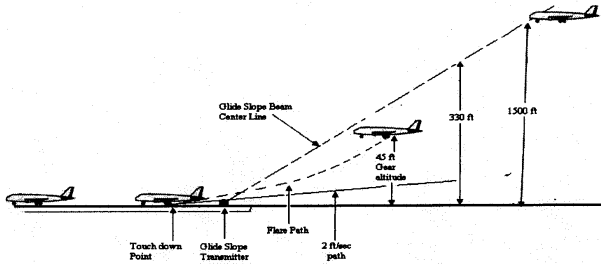 Glide Slope Beam
Center Line
330 ft
1500 ft
45 ft
Gear
altitude
Flare Path
2 ft/sec
path
Touch down
Point
Glide Slope
Transmitter